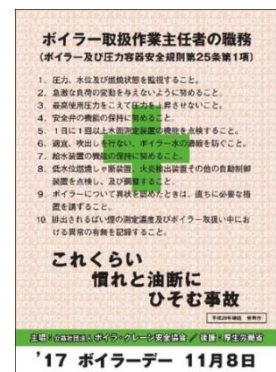 ボイラー取扱作業主任者の職務
(ボイラー及び圧力容器安全規則第25条第1項)
1. 圧力、水位及び燃焼状態を監視すること。
2. 急激な負荷の変動を与えないように努めること。
3. 最高使用圧力をこえて圧力を上昇させないこと。
4. 安全弁の機能の保持に努めること。
5. 1日に1回以上水面測定装置の機能を点検すること。
6. 適宜、吹出しを行ない、ボイラー水の濃縮を防ぐこと。
7. 給水装置の機能の保持に努めること。
8. 低水位燃焼しゃ断装置、火炎検出装置その他の自動制御
装置を点検し、及び調整すること。
9. ボイラーについて異状を認めたときは、直ちに必要な措
置を講ずること。
10. 排出されるばい煙の測定濃度及びボイラー取扱い中にお
ける異常の有無を記録すること。
これくらい
慣れと油断に
ひそむ事故
主唱:公益社団法人 ボイラ・クレーン安全協会 / 後援:厚生労働省
'17 ボイラーデー 11月8日